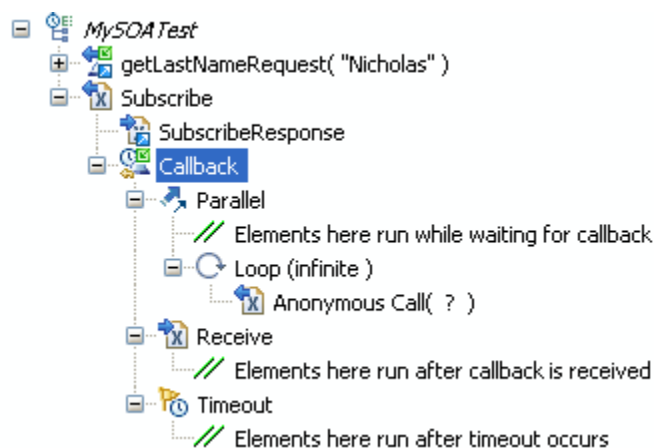 MySOATest
getLastNameRequest( "Nicholas" )
Subscribe
SubscribeResponse
Callback
Parallel
// Elements here run while waiting for callback
Loop (infinite )
Anonymous Call( ? )
Receive
// Elements here run after callback is received
Timeout
// Elements here run after timeout occurs